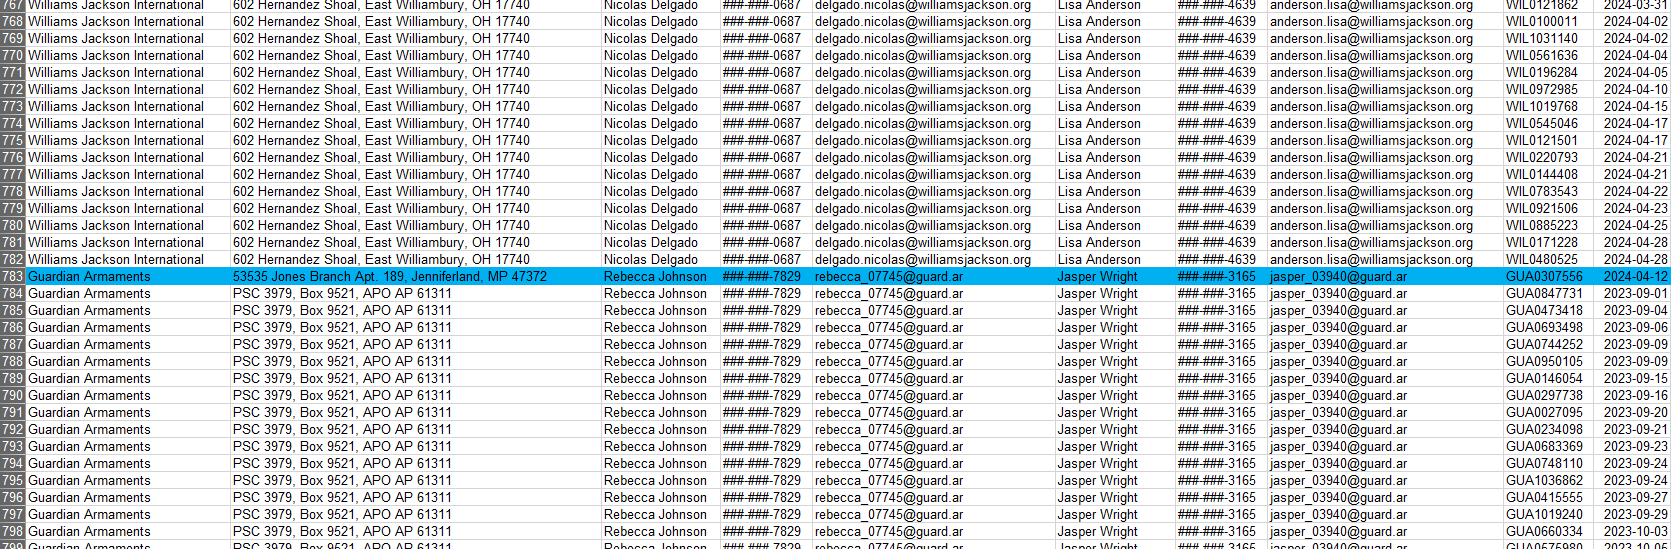 767 Williams Jackson International 602 Hernandez Shoal, East Williambury, OH 17740 Nicolas Delgado ###-###-0687 delgado.nicolas@williamsjackson.org Lisa Anderson ###-###-4639 anderson.lisa@williamsjackson.org WIL0121862 2024-03-31
768 Williams Jackson International 602 Hernandez Shoal, East Williambury, OH 17740 Nicolas Delgado ###-###-0687 delgado.nicolas@williamsjackson.org Lisa Anderson ###-###-4639 anderson.lisa@williamsjackson.org WIL0100011 2024-04-02
769 Williams Jackson International 602 Hernandez Shoal, East Williambury, OH 17740 Nicolas Delgado ###-###-0687 delgado.nicolas@williamsjackson.org Lisa Anderson ###-###-4639 anderson.lisa@williamsjackson.org WIL1031140 2024-04-02
770 Williams Jackson International 602 Hernandez Shoal, East Williambury, OH 17740 Nicolas Delgado ###-###-0687 delgado.nicolas@williamsjackson.org Lisa Anderson ###-###-4639 anderson.lisa@williamsjackson.org WIL0561636 2024-04-04
771 Williams Jackson International 602 Hernandez Shoal, East Williambury, OH 17740 Nicolas Delgado ###-###-0687 delgado.nicolas@williamsjackson.org Lisa Anderson ###-###-4639 anderson.lisa@williamsjackson.org WIL0196284 2024-04-05
772 Williams Jackson International 602 Hernandez Shoal, East Williambury, OH 17740 Nicolas Delgado ###-###-0687 delgado.nicolas@williamsjackson.org Lisa Anderson ###-###-4639 anderson.lisa@williamsjackson.org WIL0972985 2024-04-10
773 Williams Jackson International 602 Hernandez Shoal, East Williambury, OH 17740 Nicolas Delgado ###-###-0687 delgado.nicolas@williamsjackson.org Lisa Anderson ###-###-4639 anderson.lisa@williamsjackson.org WIL1019768 2024-04-15
774 Williams Jackson International 602 Hernandez Shoal, East Williambury, OH 17740 Nicolas Delgado ###-###-0687 delgado.nicolas@williamsjackson.org Lisa Anderson ###-###-4639 anderson.lisa@williamsjackson.org WIL0545046 2024-04-17
775 Williams Jackson International 602 Hernandez Shoal, East Williambury, OH 17740 Nicolas Delgado ###-###-0687 delgado.nicolas@williamsjackson.org Lisa Anderson ###-###-4639 anderson.lisa@williamsjackson.org WIL0121501 2024-04-17
776 Williams Jackson International 602 Hernandez Shoal, East Williambury, OH 17740 Nicolas Delgado ###-###-0687 delgado.nicolas@williamsjackson.org Lisa Anderson ###-###-4639 anderson.lisa@williamsjackson.org WIL0220793 2024-04-21
777 Williams Jackson International 602 Hernandez Shoal, East Williambury, OH 17740 Nicolas Delgado ###-###-0687 delgado.nicolas@williamsjackson.org Lisa Anderson ###-###-4639 anderson.lisa@williamsjackson.org WIL0144408 2024-04-21
778 Williams Jackson International 602 Hernandez Shoal, East Williambury, OH 17740 Nicolas Delgado ###-###-0687 delgado.nicolas@williamsjackson.org Lisa Anderson ###-###-4639 anderson.lisa@williamsjackson.org WIL0783543 2024-04-22
779 Williams Jackson International 602 Hernandez Shoal, East Williambury, OH 17740 Nicolas Delgado ###-###-0687 delgado.nicolas@williamsjackson.org Lisa Anderson ###-###-4639 anderson.lisa@williamsjackson.org WIL0921506 2024-04-23
780 Williams Jackson International 602 Hernandez Shoal, East Williambury, OH 17740 Nicolas Delgado ###-###-0687 delgado.nicolas@williamsjackson.org Lisa Anderson ###-###-4639 anderson.lisa@williamsjackson.org WIL0885223 2024-04-25
781 Williams Jackson International 602 Hernandez Shoal, East Williambury, OH 17740 Nicolas Delgado ###-###-0687 delgado.nicolas@williamsjackson.org Lisa Anderson ###-###-4639 anderson.lisa@williamsjackson.org WIL0171228 2024-04-28
782 Williams Jackson International 602 Hernandez Shoal, East Williambury, OH 17740 Nicolas Delgado ###-###-0687 delgado.nicolas@williamsjackson.org Lisa Anderson ###-###-4639 anderson.lisa@williamsjackson.org WIL0480525 2024-04-28
783 Guardian Armaments 53535 Jones Branch Apt. 189, Jenniferland, MP 47372 Rebecca Johnson ###-###-7829 rebecca_07745@guard.ar Jasper Wright ###-###-3165 jasper_03940@guard.ar GUA0307556 2024-04-12
784 Guardian Armaments PSC 3979, Box 9521, APO AP 61311 Rebecca Johnson ###-###-7829 rebecca_07745@guard.ar Jasper Wright ###-###-3165 jasper_03940@guard.ar GUA0847731 2023-09-01
785 Guardian Armaments PSC 3979, Box 9521, APO AP 61311 Rebecca Johnson ###-###-7829 rebecca_07745@guard.ar Jasper Wright ###-###-3165 jasper_03940@guard.ar GUA0473418 2023-09-04
786 Guardian Armaments PSC 3979, Box 9521, APO AP 61311 Rebecca Johnson ###-###-7829 rebecca_07745@guard.ar Jasper Wright ###-###-3165 jasper_03940@guard.ar GUA0693498 2023-09-06
787 Guardian Armaments PSC 3979, Box 9521, APO AP 61311 Rebecca Johnson ###-###-7829 rebecca_07745@guard.ar Jasper Wright ###-###-3165 jasper_03940@guard.ar GUA0744252 2023-09-09
788 Guardian Armaments PSC 3979, Box 9521, APO AP 61311 Rebecca Johnson ###-###-7829 rebecca_07745@guard.ar Jasper Wright ###-###-3165 jasper_03940@guard.ar GUA0950105 2023-09-09
789 Guardian Armaments PSC 3979, Box 9521, APO AP 61311 Rebecca Johnson ###-###-7829 rebecca_07745@guard.ar Jasper Wright ###-###-3165 jasper_03940@guard.ar GUA0146054 2023-09-15
790 Guardian Armaments PSC 3979, Box 9521, APO AP 61311 Rebecca Johnson ###-###-7829 rebecca_07745@guard.ar Jasper Wright ###-###-3165 jasper_03940@guard.ar GUA0297738 2023-09-16
791 Guardian Armaments PSC 3979, Box 9521, APO AP 61311 Rebecca Johnson ###-###-7829 rebecca_07745@guard.ar Jasper Wright ###-###-3165 jasper_03940@guard.ar GUA0027095 2023-09-20
792 Guardian Armaments PSC 3979, Box 9521, APO AP 61311 Rebecca Johnson ###-###-7829 rebecca_07745@guard.ar Jasper Wright ###-###-3165 jasper_03940@guard.ar GUA0234098 2023-09-21
793 Guardian Armaments PSC 3979, Box 9521, APO AP 61311 Rebecca Johnson ###-###-7829 rebecca_07745@guard.ar Jasper Wright ###-###-3165 jasper_03940@guard.ar GUA0683369 2023-09-23
794 Guardian Armaments PSC 3979, Box 9521, APO AP 61311 Rebecca Johnson ###-###-7829 rebecca_07745@guard.ar Jasper Wright ###-###-3165 jasper_03940@guard.ar GUA0748110 2023-09-24
795 Guardian Armaments PSC 3979, Box 9521, APO AP 61311 Rebecca Johnson ###-###-7829 rebecca_07745@guard.ar Jasper Wright ###-###-3165 jasper_03940@guard.ar GUA1036862 2023-09-24
796 Guardian Armaments PSC 3979, Box 9521, APO AP 61311 Rebecca Johnson ###-###-7829 rebecca_07745@guard.ar Jasper Wright ###-###-3165 jasper_03940@guard.ar GUA0415555 2023-09-27
797 Guardian Armaments PSC 3979, Box 9521, APO AP 61311 Rebecca Johnson ###-###-7829 rebecca_07745@guard.ar Jasper Wright ###-###-3165 jasper_03940@guard.ar GUA1019240 2023-09-29
798 Guardian Armaments PSC 3979, Box 9521, APO AP 61311 Rebecca Johnson ###-###-7829 rebecca_07745@guard.ar Jasper Wright ###-###-3165 jasper_03940@guard.ar GUA0660334 2023-10-03